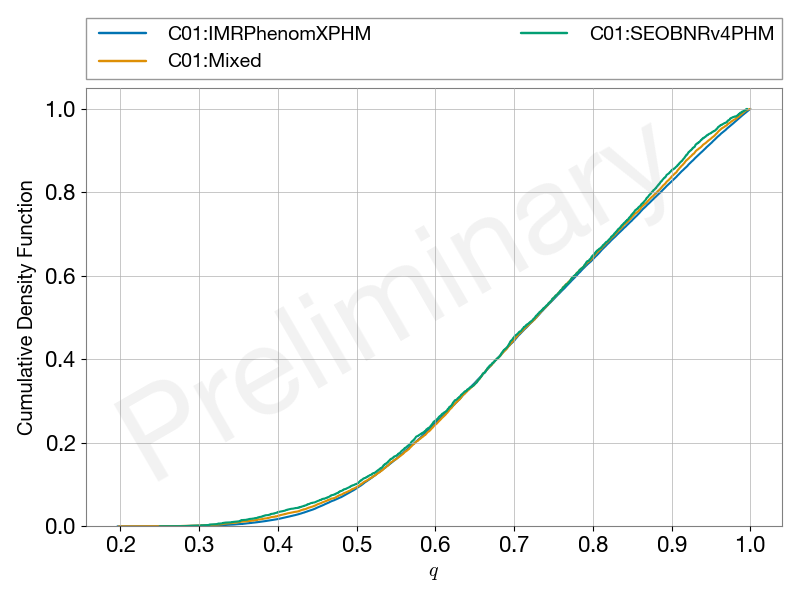 C01:IMRPhenomXPHM
C01:Mixed
C01:SEOBNRv4PHM
Preliminary
Cumulative Density Function
1.0
0.8
0.6
0.4
0.2
0.0
0.2 0.3 0.4 0.5 0.6 0.7 0.8 0.9 1.0
q